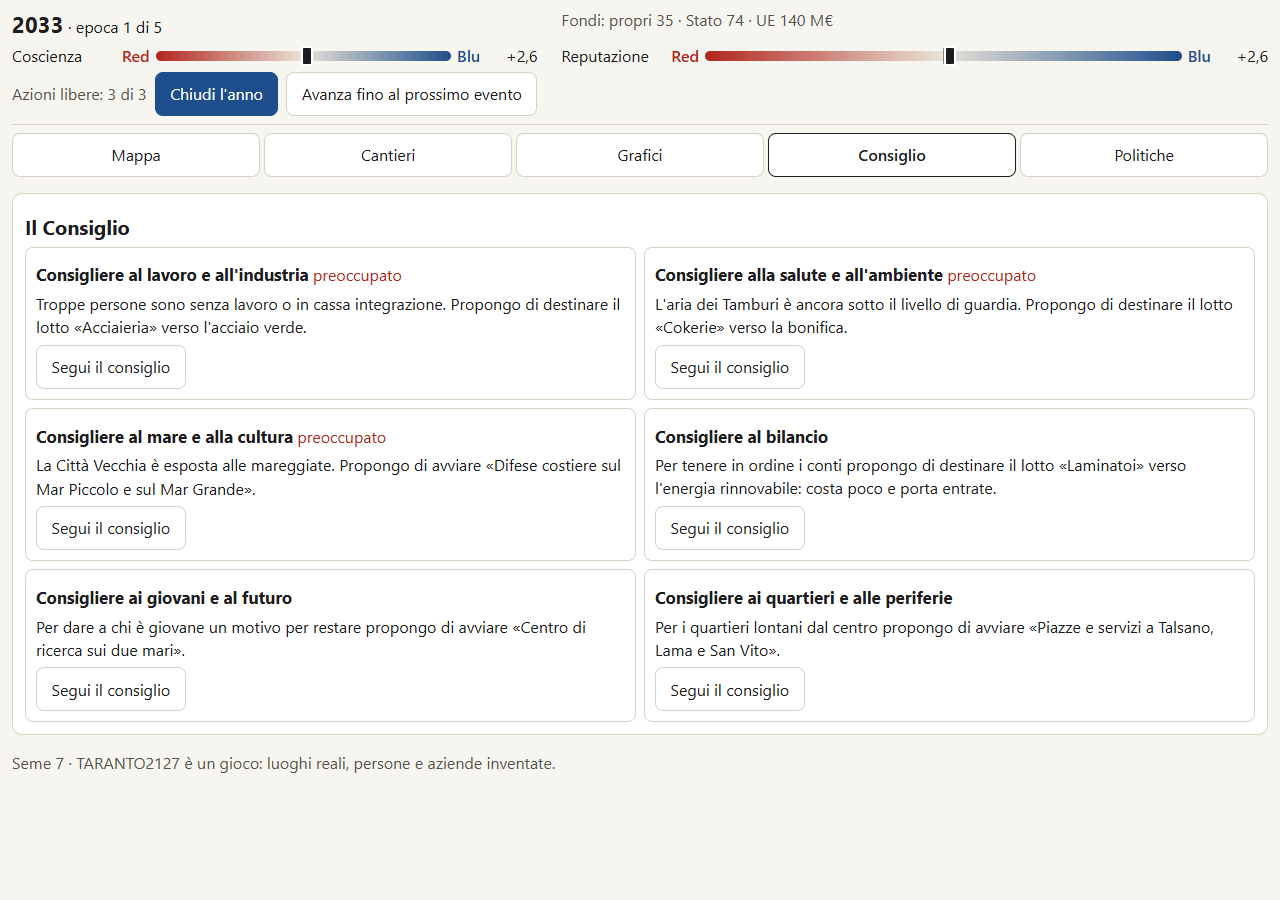 2033 · epoca 1 di 5
Fondi: propri 35 · Stato 74 · UE 140 M€
Coscienza Red Blu +2,6
Reputazione Red Blu +2,6
Azioni libere: 3 di 3 Chiudi l'anno Avanza fino al prossimo evento
Mappa Cantieri Grafici Consiglio Politiche
Il Consiglio
Consigliere al lavoro e all'industria preoccupato
Troppe persone sono senza lavoro o in cassa integrazione. Propongo di destinare il
lotto «Acciaieria» verso l'acciaio verde.
Segui il consiglio
Consigliere alla salute e all'ambiente preoccupato
L'aria dei Tamburi è ancora sotto il livello di guardia. Propongo di destinare il lotto
«Cokerie» verso la bonifica.
Segui il consiglio
Consigliere al mare e alla cultura preoccupato
La Città Vecchia è esposta alle mareggiate. Propongo di avviare «Difese costiere sul
Mar Piccolo e sul Mar Grande».
Segui il consiglio
Consigliere al bilancio
Per tenere in ordine i conti propongo di destinare il lotto «Laminatoi» verso
l'energia rinnovabile: costa poco e porta entrate.
Segui il consiglio
Consigliere ai giovani e al futuro
Per dare a chi è giovane un motivo per restare propongo di avviare «Centro di
ricerca sui due mari».
Segui il consiglio
Consigliere ai quartieri e alle periferie
Per i quartieri lontani dal centro propongo di avviare «Piazze e servizi a Talsano,
Lama e San Vito».
Segui il consiglio
Seme 7 · TARANTO2127 è un gioco: luoghi reali, persone e aziende inventate.